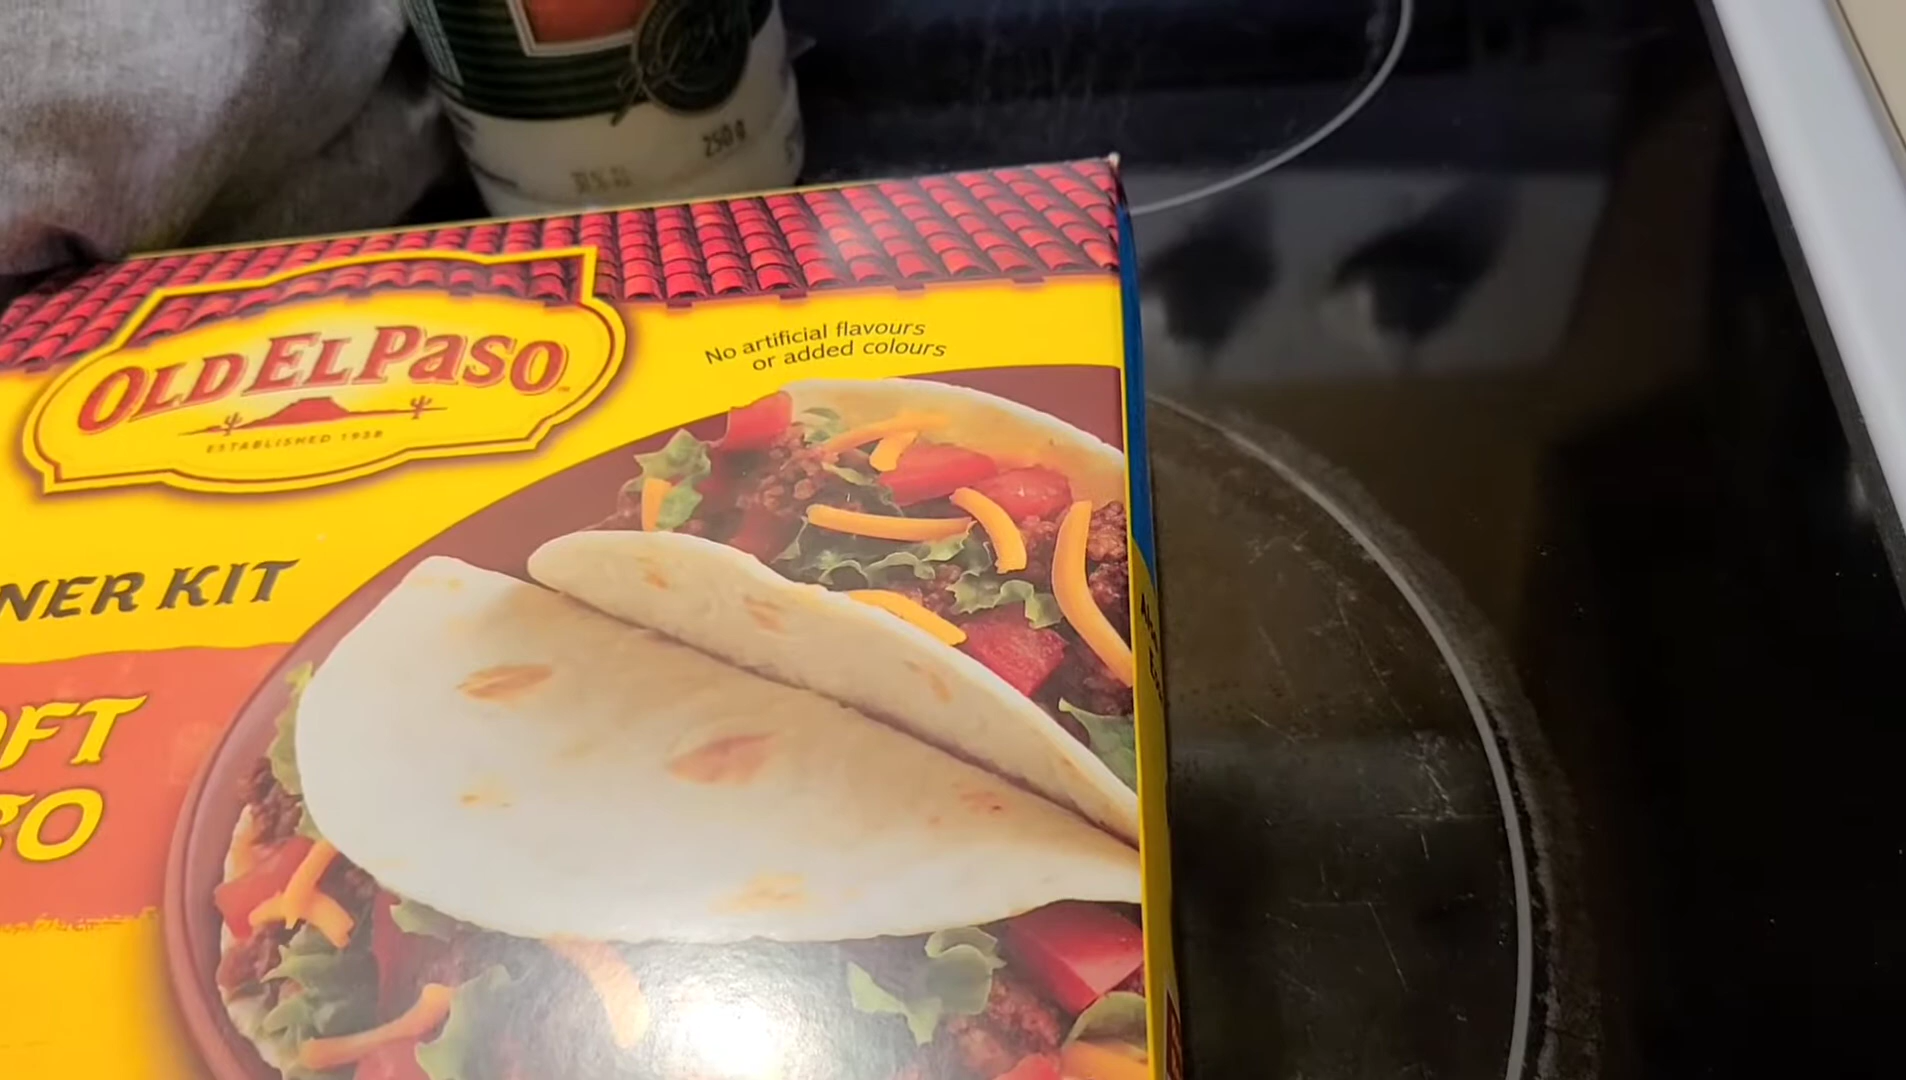 250 g
OLD EL PASO
ESTABLISHED 1938
No artificial flavours
or added colours
NER KIT
OFT